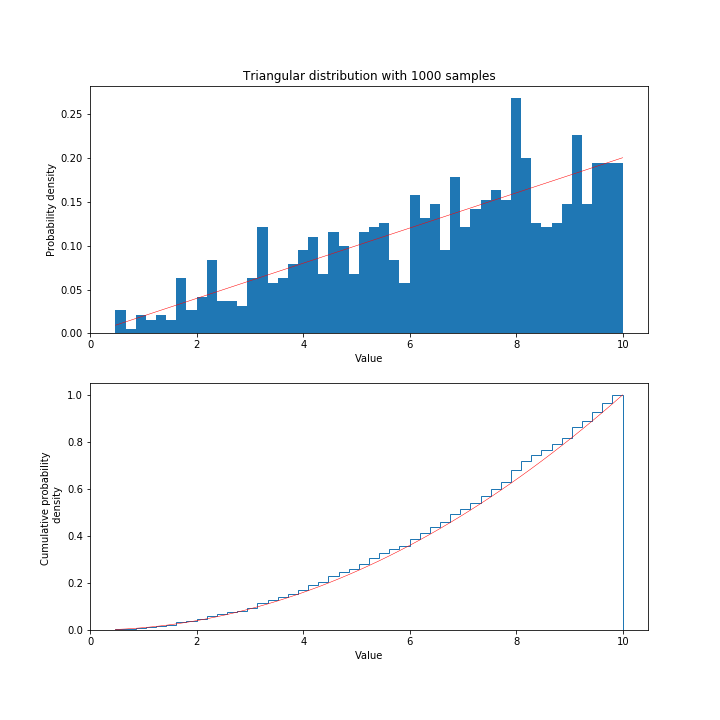 Triangular distribution with 1000 samples
0.25
0.20
0.15
0.10
0.05
0.00
Probability density
0 2 4 6 8 10
Value
1.0
0.8
0.6
0.4
0.2
0.0
Cumulative probability
density
0 2 4 6 8 10
Value